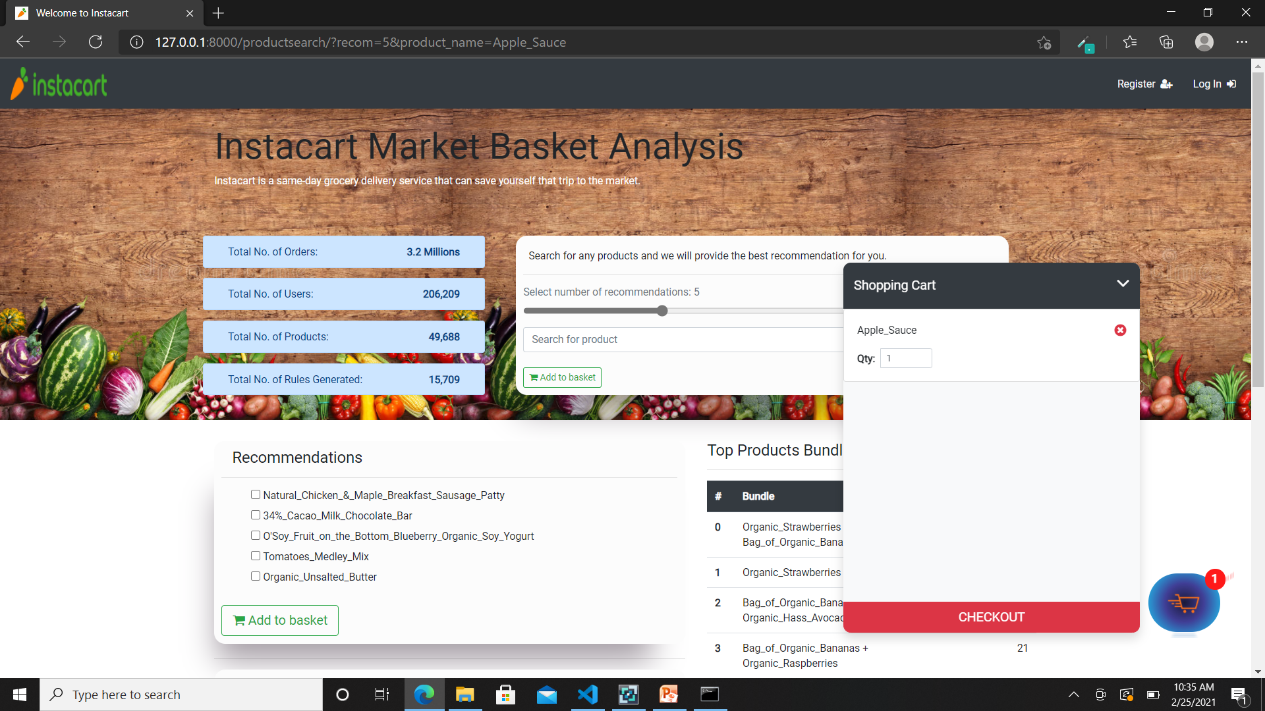 Welcome to Instacart
127.0.0.1:8000/productsearch/?recom=5&product_name=Apple_Sauce
instacart
Register
Log In
Instacart Market Basket Analysis
Instacart is a same-day grocery delivery service that can save yourself that trip to the market.
Total No. of Orders: 3.2 Millions
Total No. of Users: 206,209
Total No. of Products: 49,688
Total No. of Rules Generated: 15,709
Search for any products and we will provide the best recommendation for you.
Select number of recommendations: 5
Search for product
Add to basket
Shopping Cart
Apple_Sauce
Qty: 1
CHECKOUT
1
Recommendations
Natural_Chicken_&_Maple_Breakfast_Sausage_Patty
34%_Cacao_Milk_Chocolate_Bar
O'Soy_Fruit_on_the_Bottom_Blueberry_Organic_Soy_Yogurt
Tomatoes_Medley_Mix
Organic_Unsalted_Butter
Add to basket
Top Products Bundl
# Bundle
0 Organic_Strawberries
Bag_of_Organic_Bana
1 Organic_Strawberries
2 Bag_of_Organic_Bana
Organic_Hass_Avocad
3 Bag_of_Organic_Bananas + 21
Organic_Raspberries
Type here to search
10:35 AM
2/25/2021
1